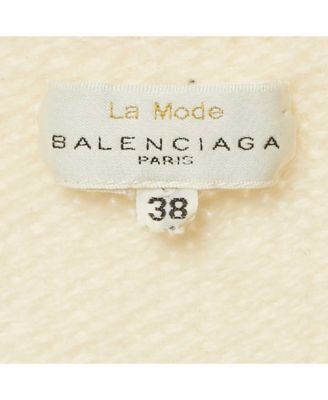 La Mode
BALENCIAGA
PARIS
38